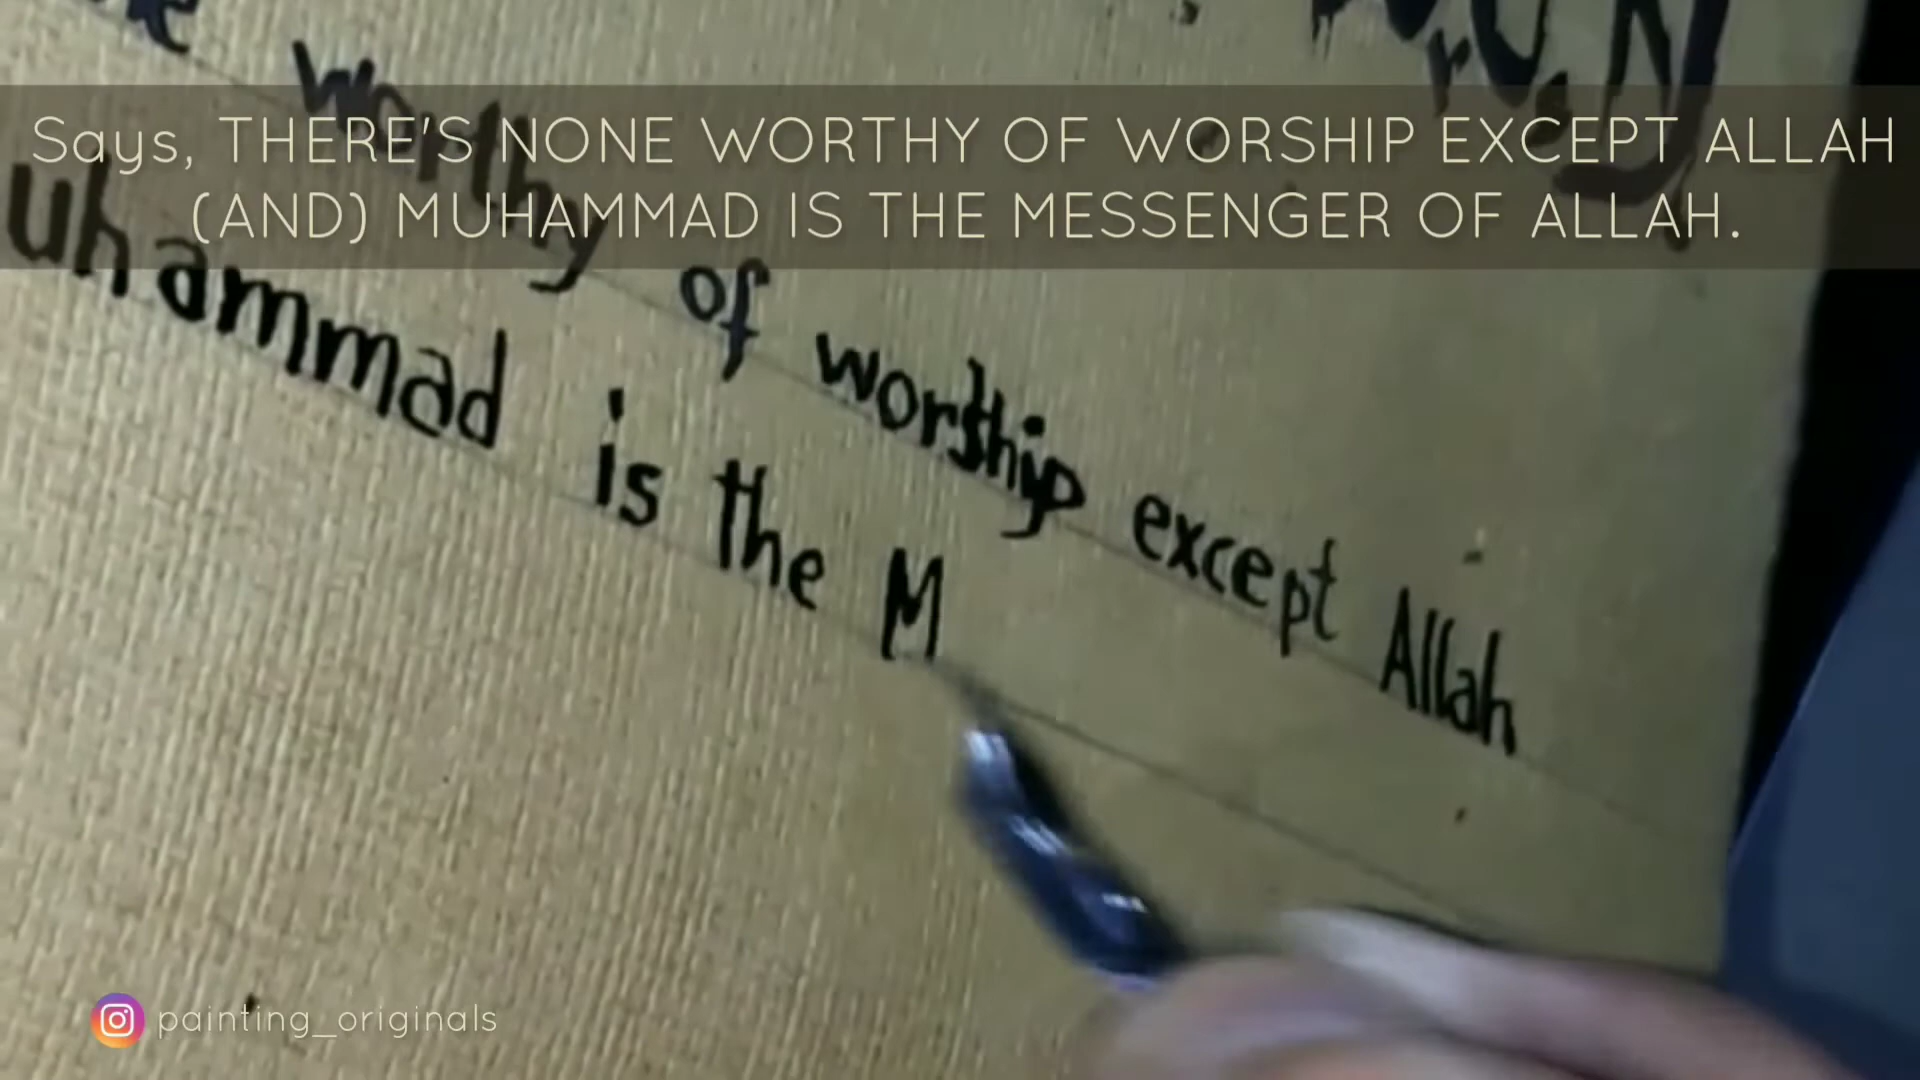 Says, THERE'S NONE WORTHY OF WORSHIP EXCEPT ALLAH
(AND) MUHAMMAD IS THE MESSENGER OF ALLAH.
worthy of worship except Allah
uhammad is the M
painting_originals